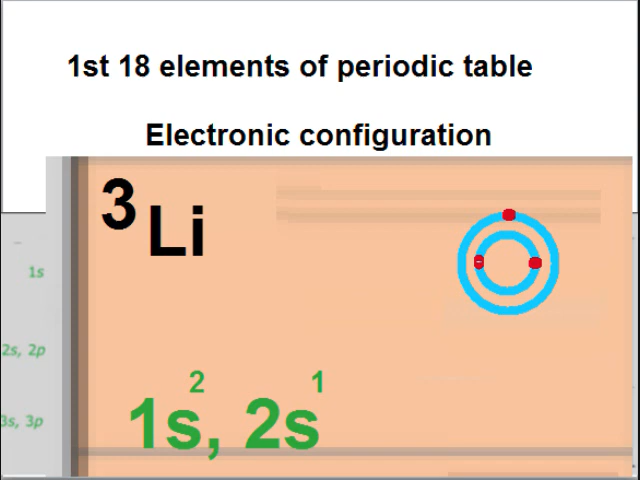 1st 18 elements of periodic table
Electronic configuration
3 Li
1s
2s, 2p
3s, 3p
1s², 2s¹